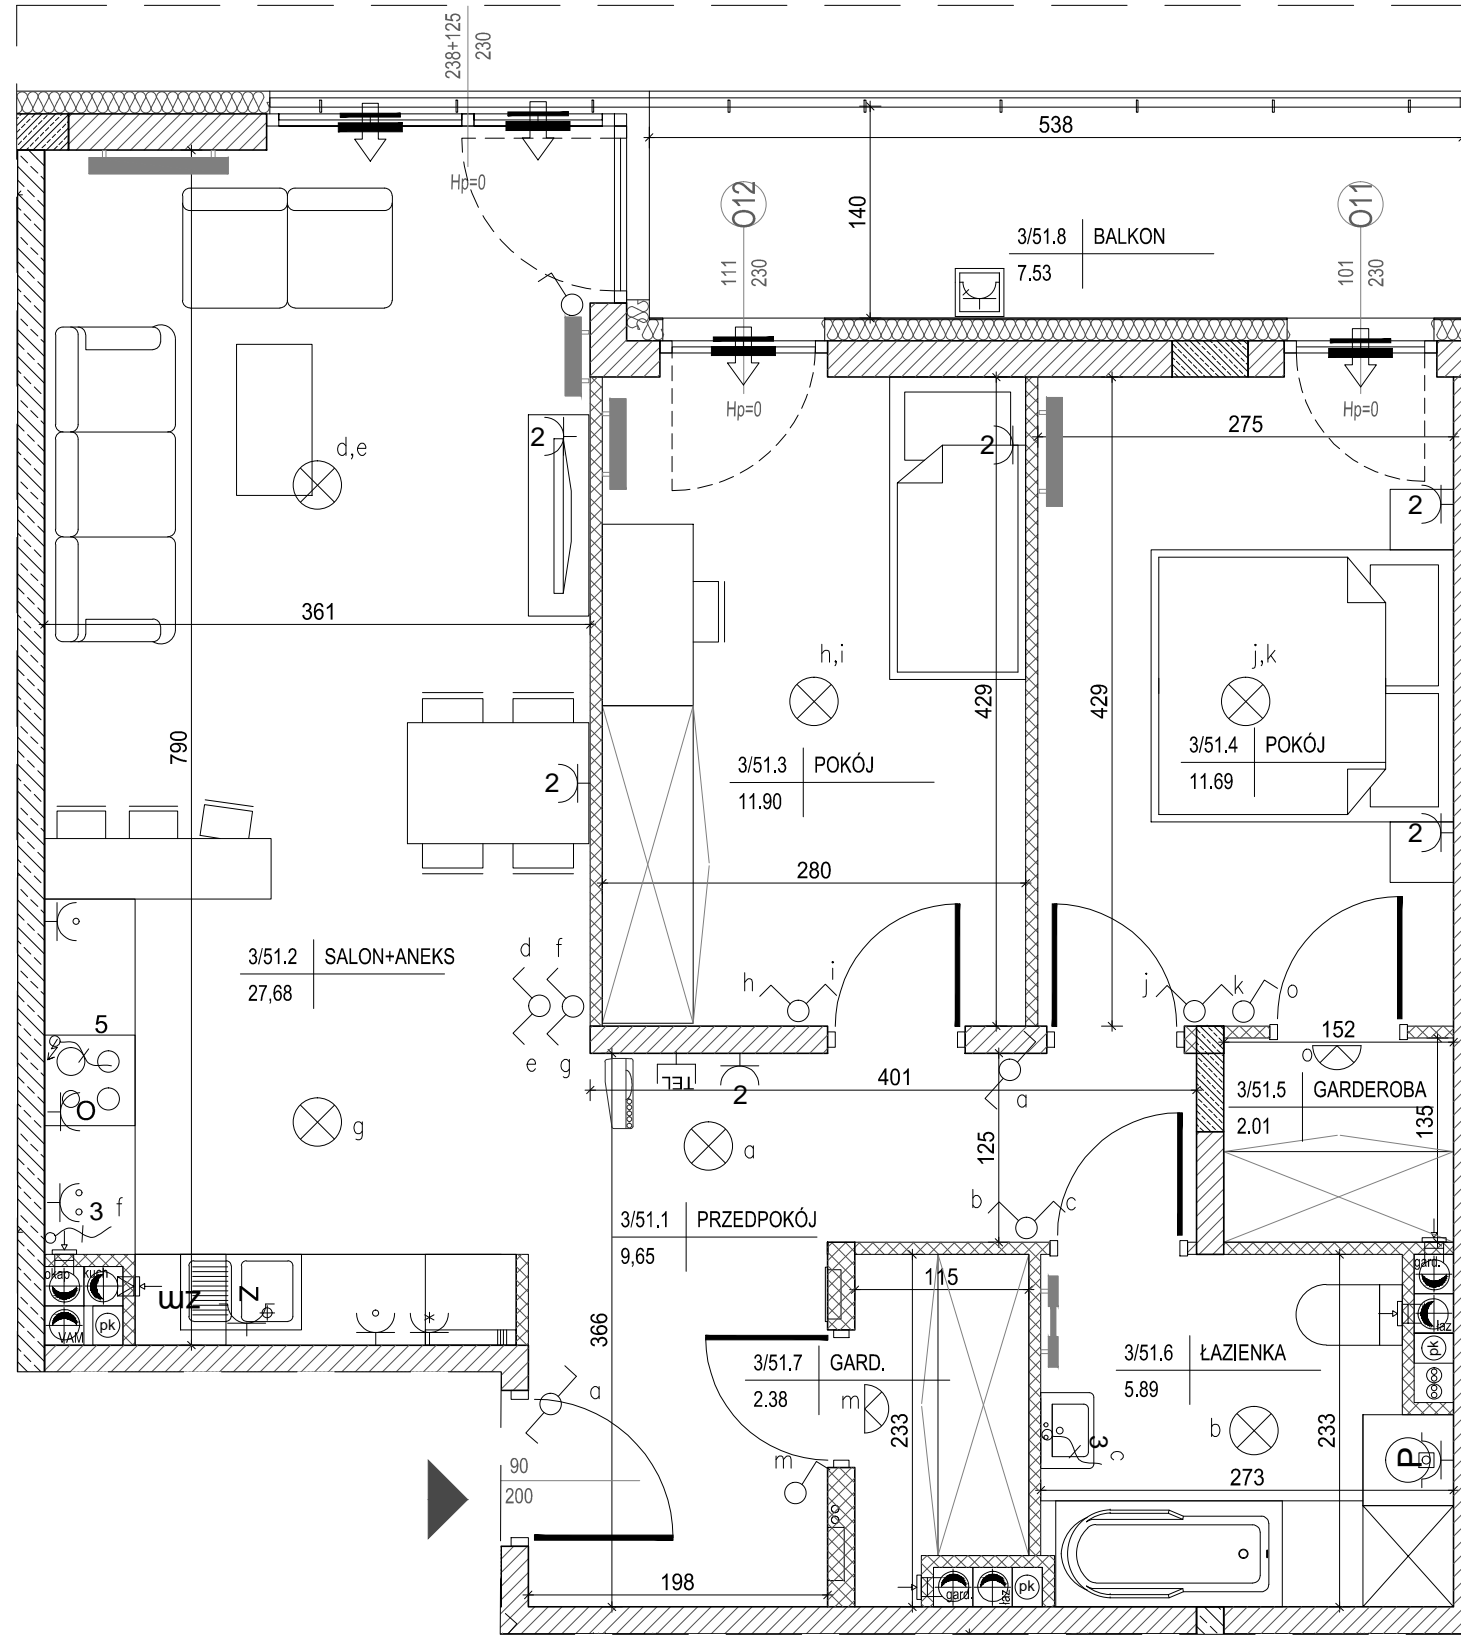 238+125
230
538
Hp=0
O12
140
O11
3/51.8 BALKON
7.53
111
230
101
230
Hp=0
Hp=0
275
2
2
d,e
2
361
h,i
j,k
429
429
790
3/51.4 POKÓJ
11.69
3/51.3 POKÓJ
11.90
2
2
280
3/51.2 SALON+ANEKS
27,68
d f
h i
j k o
5
e g
152
TEL
2
401
o
a
3/51.5 GARDEROBA
2.01
135
O
g
a
125
3 f
b c
3/51.1 PRZEDPOKÓJ
9,65
okap
kuch
zm
Z
*
115
gard.
VAM
pk
366
łaz
3/51.7 GARD.
2.38
3/51.6 ŁAZIENKA
5.89
pk
a
m
233
b
233
3
c
P
90
200
m
273
198
gard.
łaz.
pk